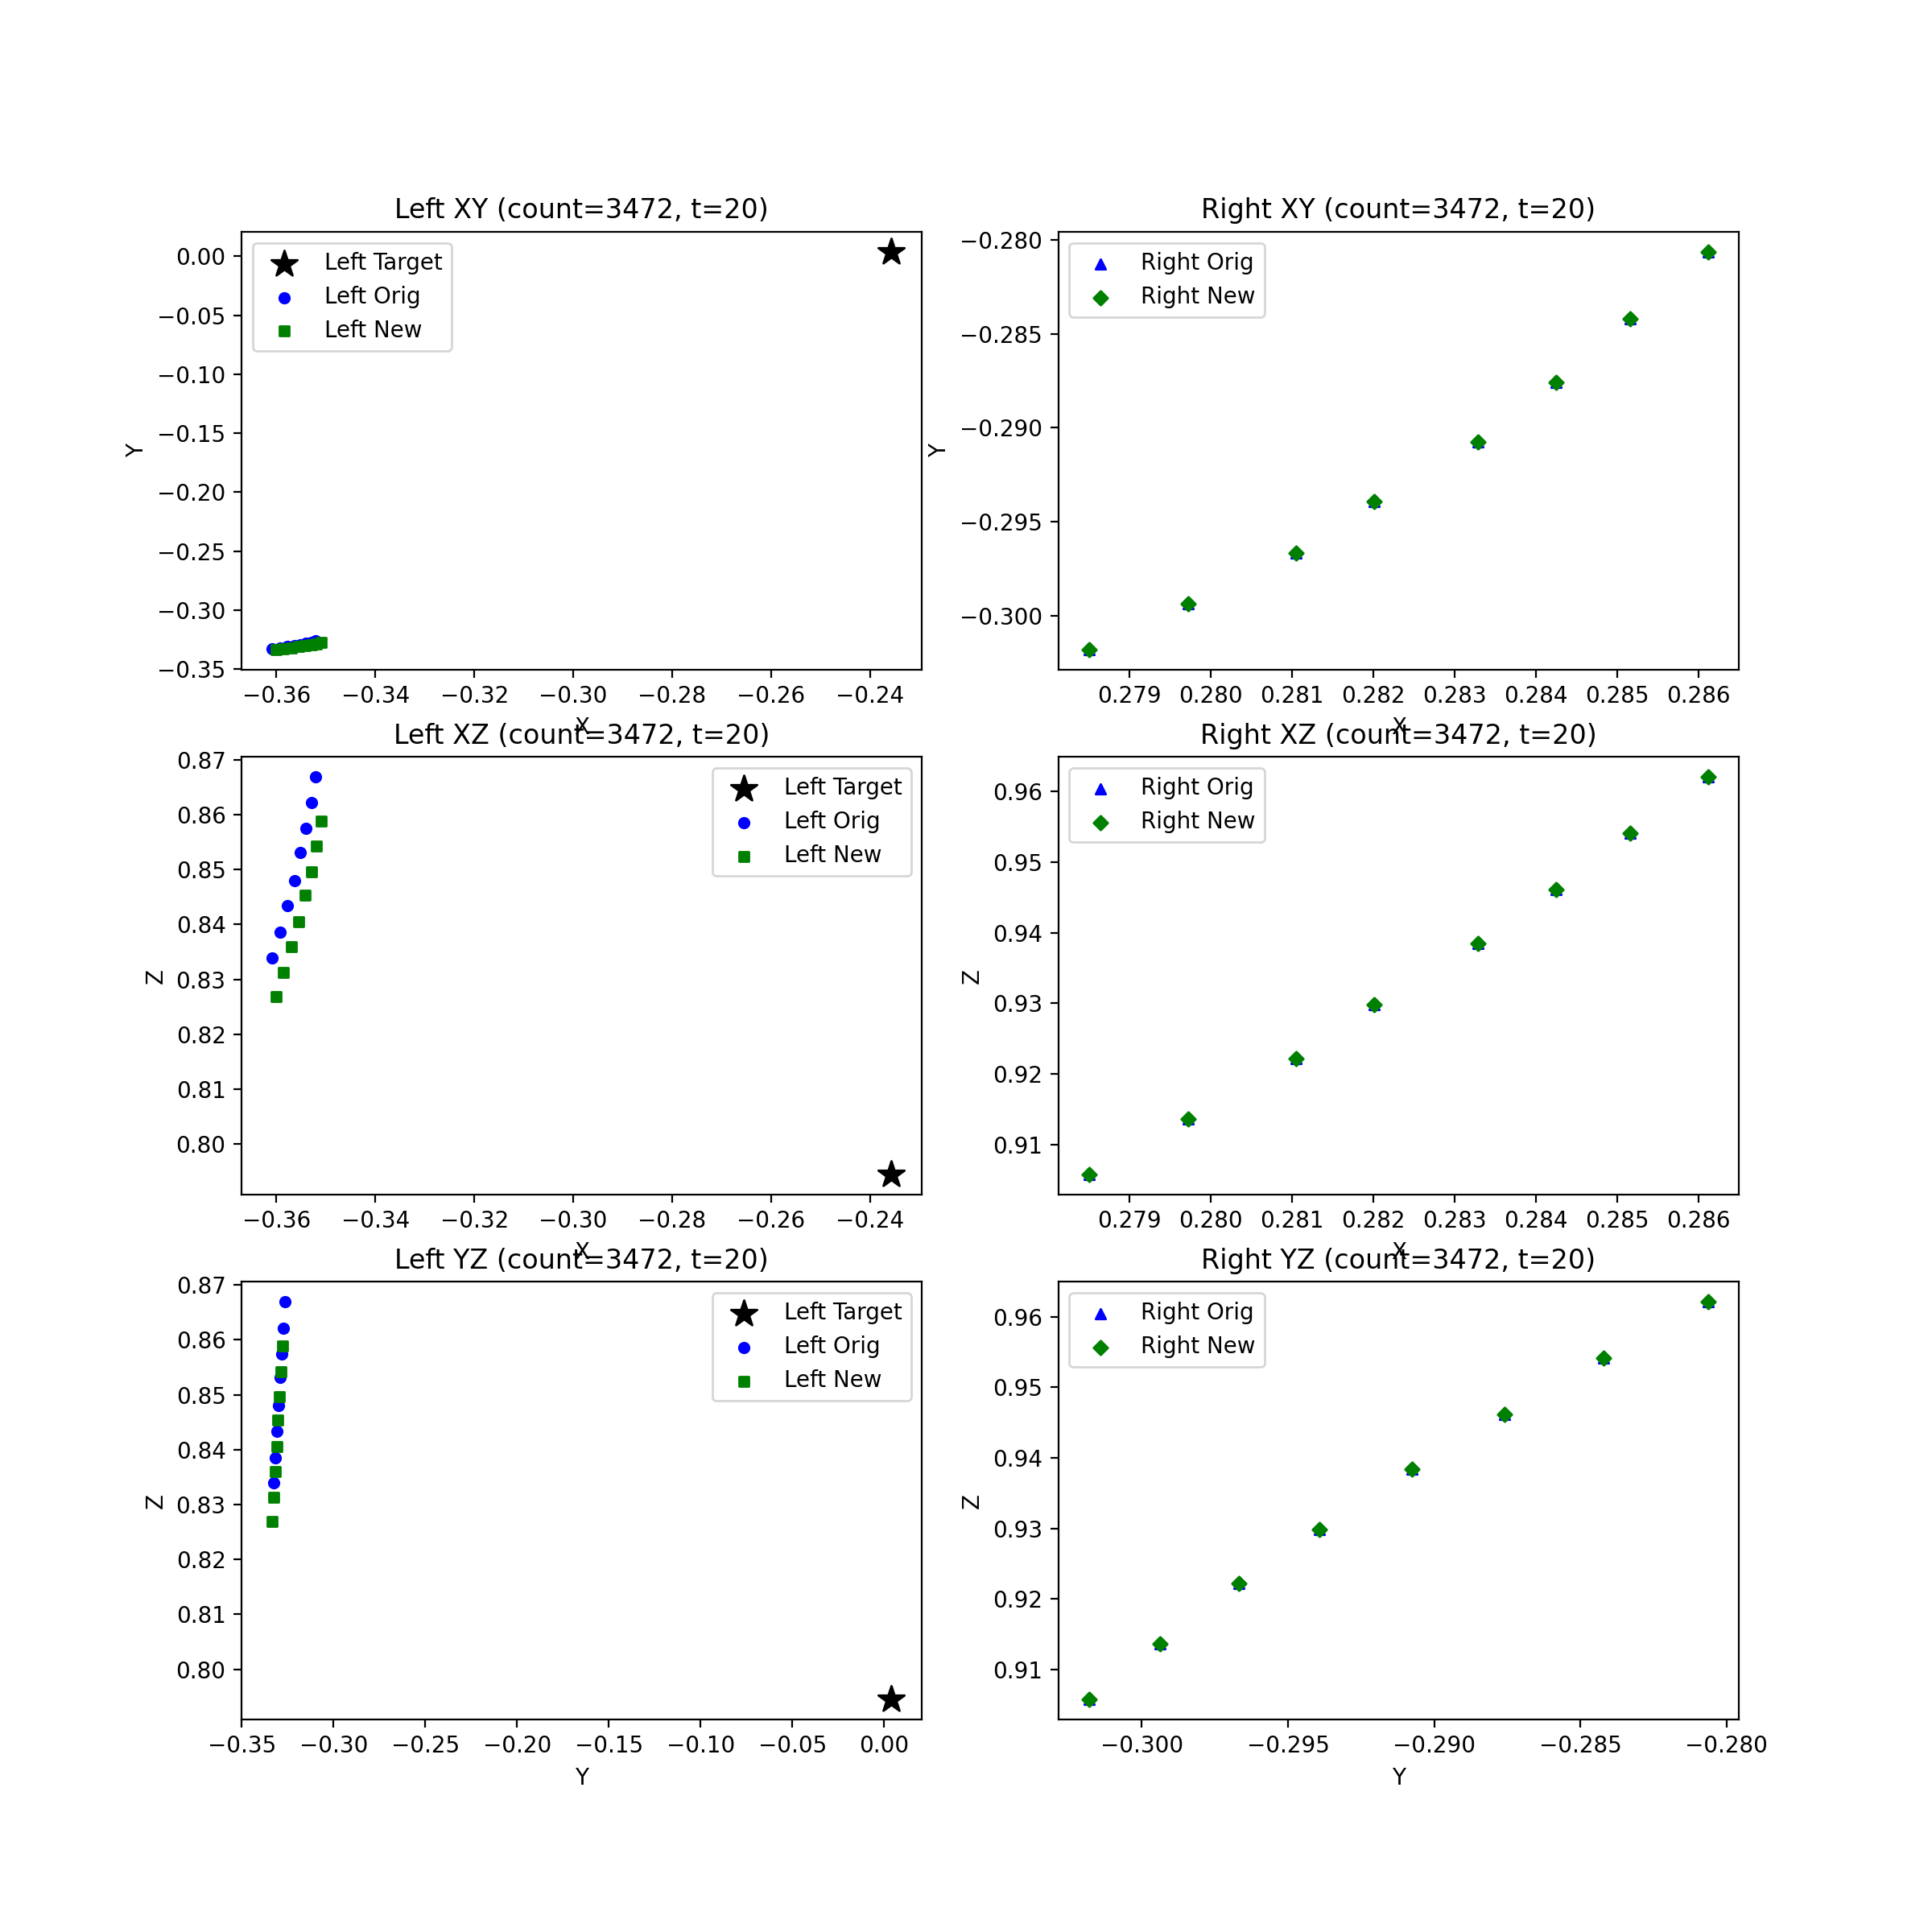 Left XY (count=3472, t=20)
Left Target
Left Orig
Left New
0.00
−0.05
−0.10
−0.15
−0.20
−0.25
−0.30
−0.35
Y
−0.36 −0.34 −0.32 −0.30 −0.28 −0.26 −0.24
X
Right XY (count=3472, t=20)
Right Orig
Right New
−0.280
−0.285
−0.290
−0.295
−0.300
Y
0.279 0.280 0.281 0.282 0.283 0.284 0.285 0.286
X
Left XZ (count=3472, t=20)
Left Target
Left Orig
Left New
0.87
0.86
0.85
0.84
0.83
0.82
0.81
0.80
Z
−0.36 −0.34 −0.32 −0.30 −0.28 −0.26 −0.24
X
Right XZ (count=3472, t=20)
Right Orig
Right New
0.96
0.95
0.94
0.93
0.92
0.91
Z
0.279 0.280 0.281 0.282 0.283 0.284 0.285 0.286
X
Left YZ (count=3472, t=20)
Left Target
Left Orig
Left New
0.87
0.86
0.85
0.84
0.83
0.82
0.81
0.80
Z
−0.35 −0.30 −0.25 −0.20 −0.15 −0.10 −0.05 0.00
Y
Right YZ (count=3472, t=20)
Right Orig
Right New
0.96
0.95
0.94
0.93
0.92
0.91
Z
−0.300 −0.295 −0.290 −0.285 −0.280
Y